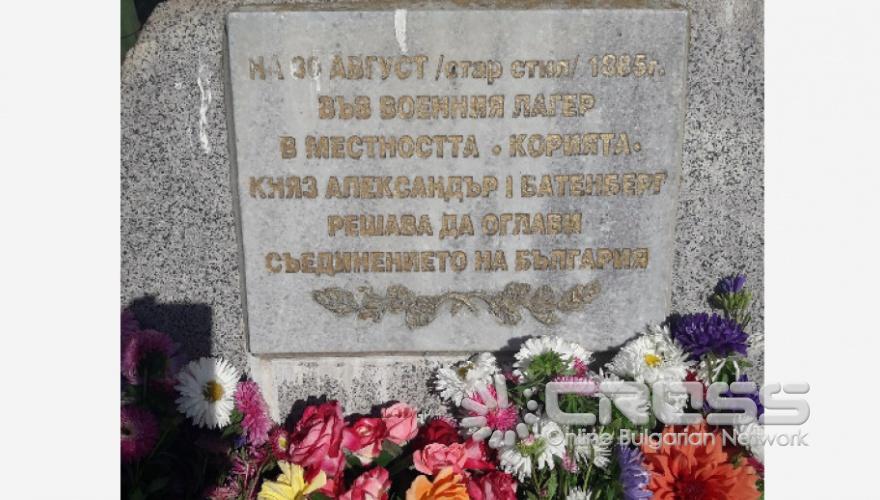 НА 30 АВГУСТ /стар стил/ 1885г.
ВЪВ ВОЕННИЯ ЛАГЕР
В МЕСТНОСТТА • КОРИЯТА •
КНЯЗ АЛЕКСАНДЪР I БАТЕНБЕРГ
РЕШАВА ДА ОГЛАВИ
СЪЕДИНЕНИЕТО НА БЪЛГАРИЯ
CROSS
Online Bulgarian Network